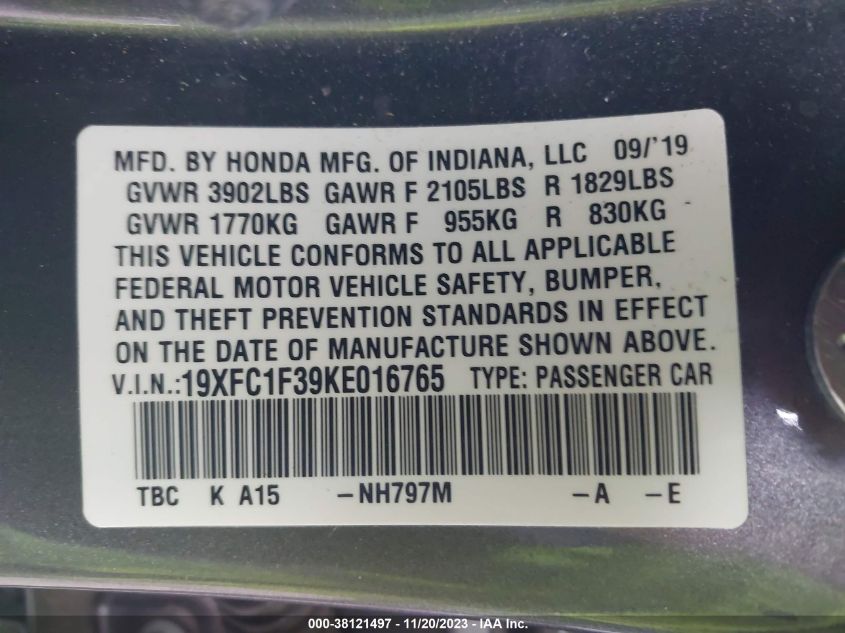 MFD. BY HONDA MFG. OF INDIANA, LLC 09/'19
GVWR 3902LBS GAWR F 2105LBS R 1829LBS
GVWR 1770KG GAWR F 955KG R 830KG
THIS VEHICLE CONFORMS TO ALL APPLICABLE
FEDERAL MOTOR VEHICLE SAFETY, BUMPER,
AND THEFT PREVENTION STANDARDS IN EFFECT
ON THE DATE OF MANUFACTURE SHOWN ABOVE.
V.I.N.:19XFC1F39KE016765 TYPE: PASSENGER CAR
TBC K A15 -NH797M -A -E
000-38121497 - 11/20/2023 - IAA Inc.